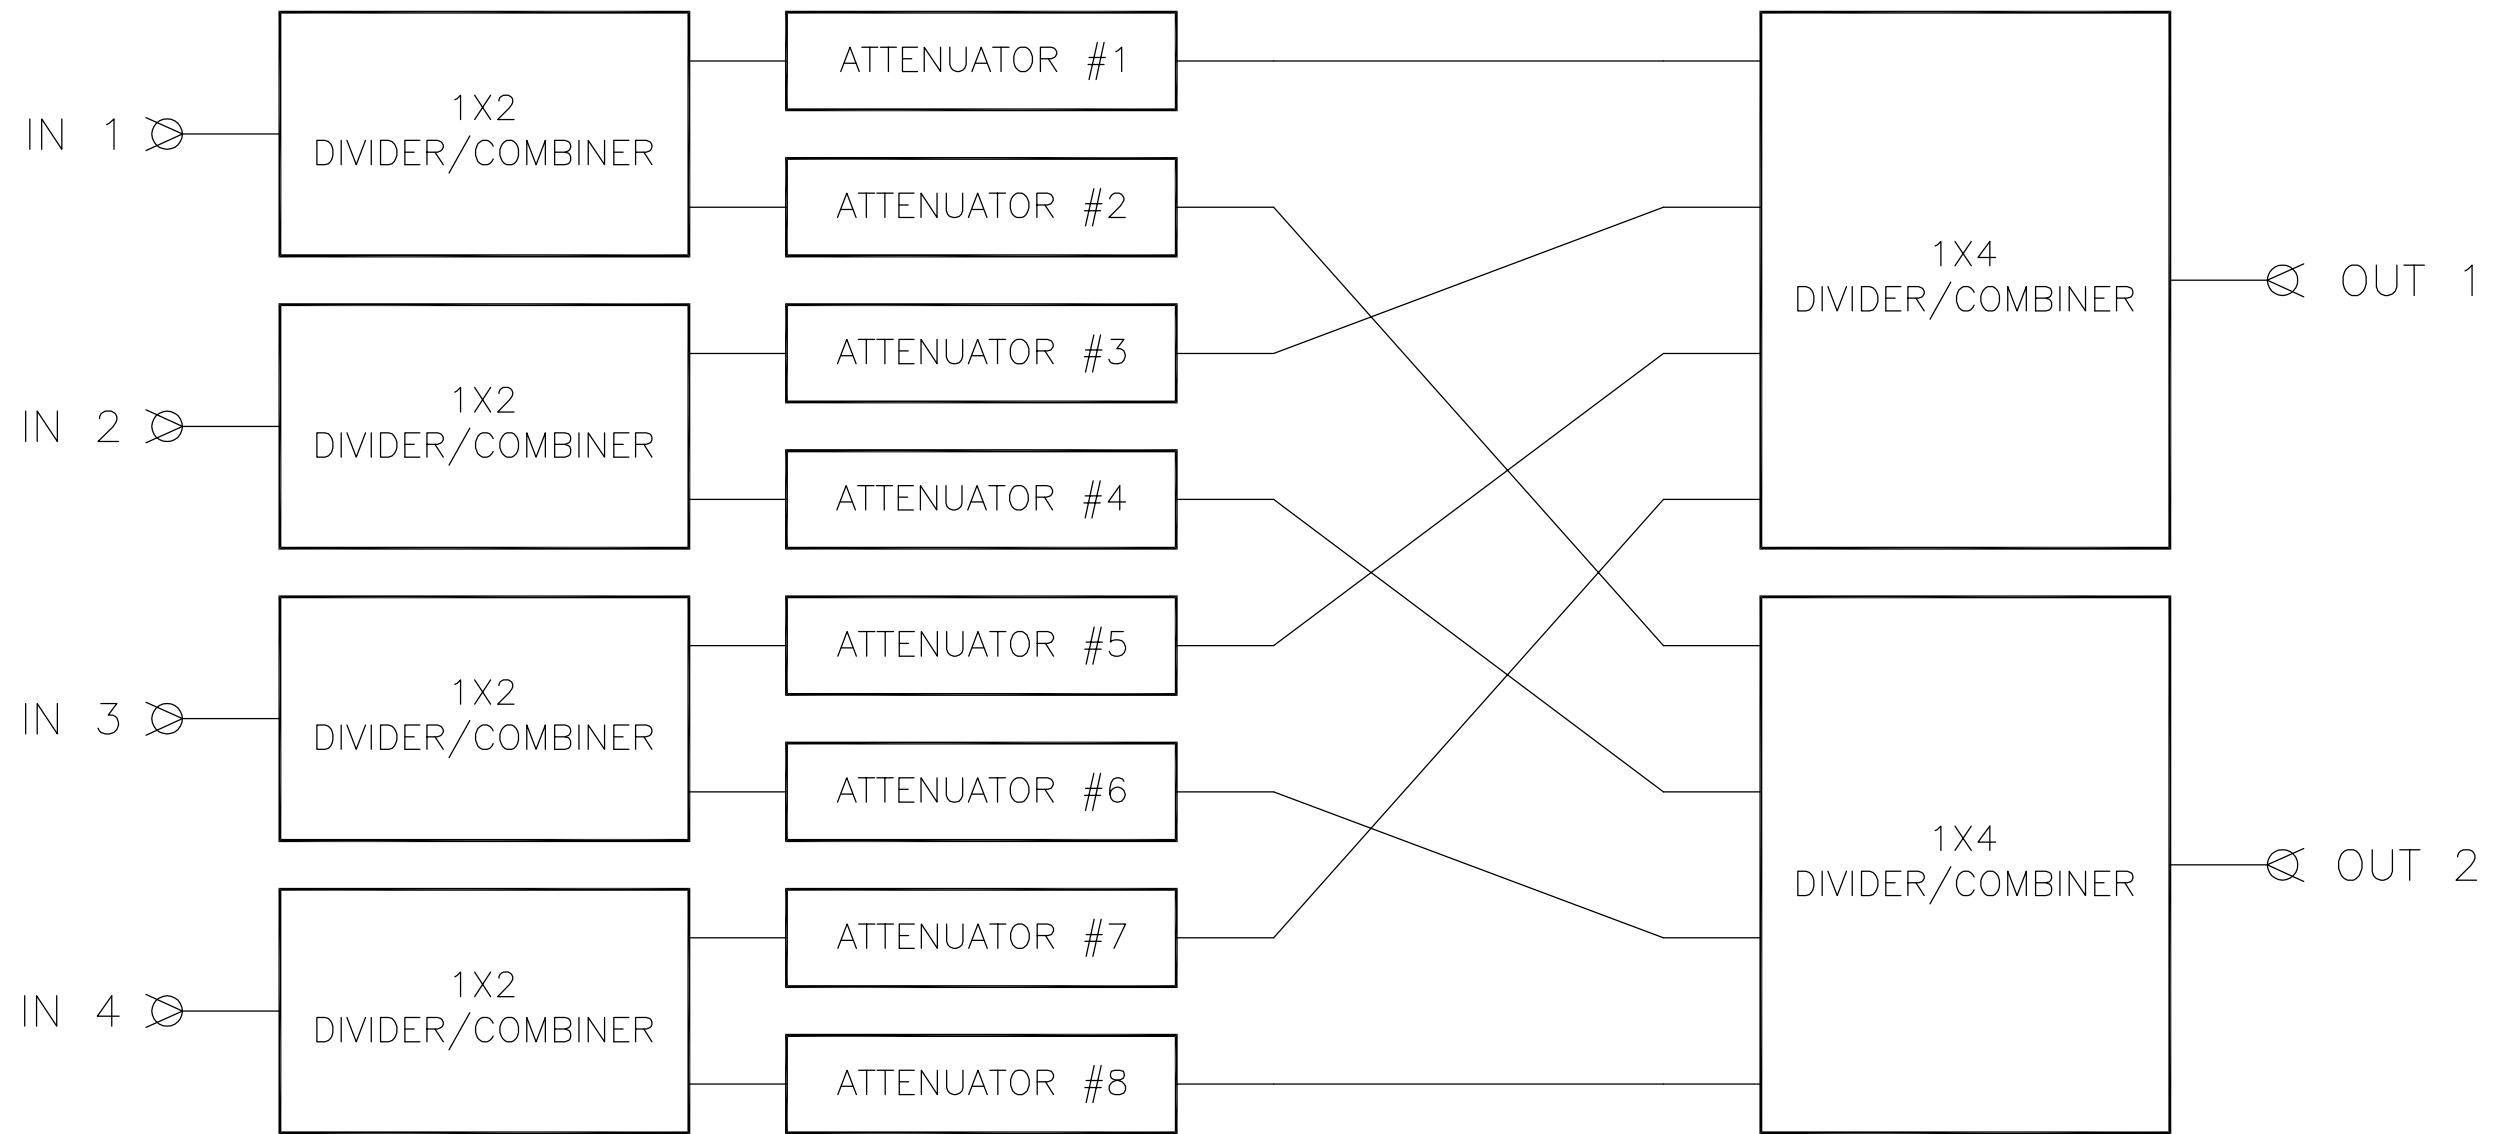 IN 1
1X2
DIVIDER/COMBINER
ATTENUATOR #1
ATTENUATOR #2
IN 2
1X2
DIVIDER/COMBINER
ATTENUATOR #3
ATTENUATOR #4
IN 3
1X2
DIVIDER/COMBINER
ATTENUATOR #5
ATTENUATOR #6
IN 4
1X2
DIVIDER/COMBINER
ATTENUATOR #7
ATTENUATOR #8
1X4
DIVIDER/COMBINER
OUT 1
1X4
DIVIDER/COMBINER
OUT 2